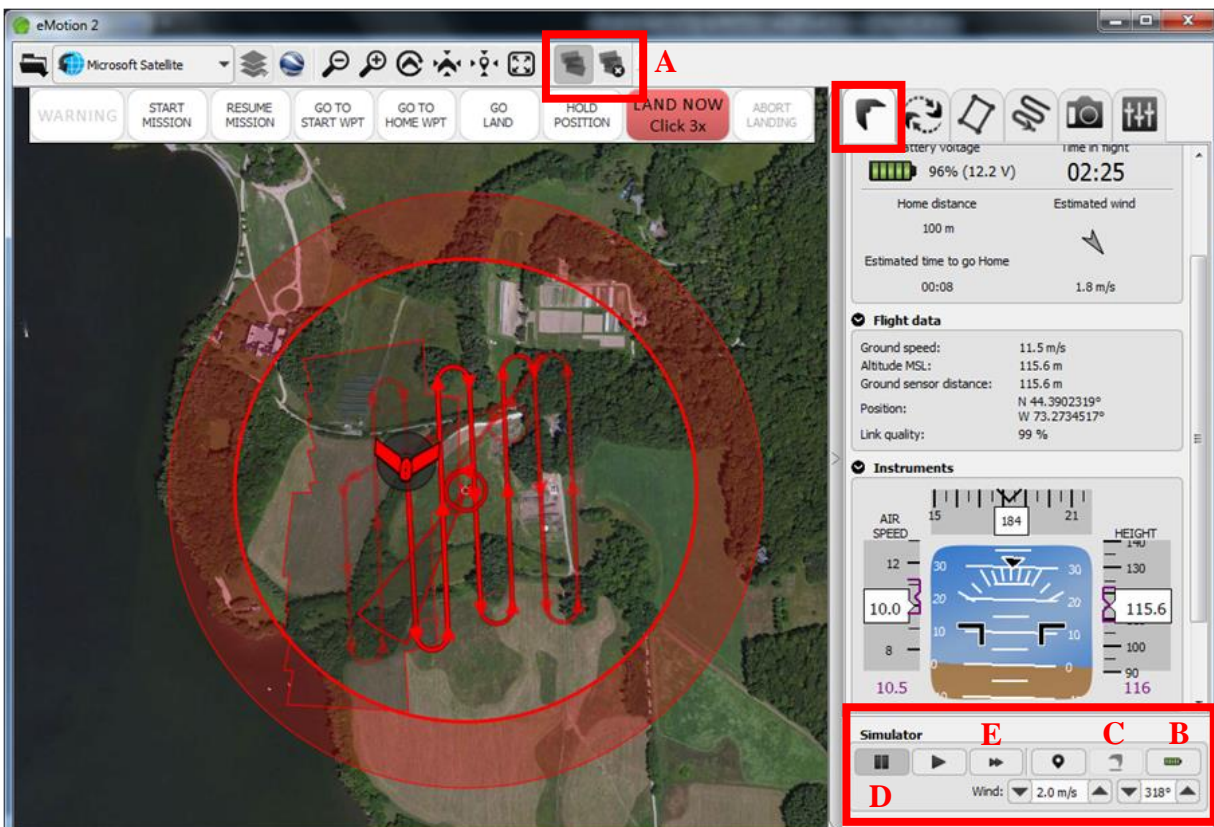 eMotion 2
Microsoft Satellite
A
WARNING
START
MISSION
RESUME
MISSION
GO TO
START WPT
GO TO
HOME WPT
GO
LAND
HOLD
POSITION
LAND NOW
Click 3x
ABORT
LANDING
Battery voltage
Time in flight
96% (12.2 V)
02:25
Home distance
Estimated wind
100 m
Estimated time to go Home
00:08
1.8 m/s
Flight data
Ground speed: 11.5 m/s
Altitude MSL: 115.6 m
Ground sensor distance: 115.6 m
Position: N 44.3902319°
W 73.2734517°
Link quality: 99 %
Instruments
AIR
SPEED
15
184
21
HEIGHT
140
12
30
30
130
10.0
20
20
115.6
10
10
8
100
0
0
90
10.5
116
Simulator
E
C
B
D
Wind: 2.0 m/s 318°